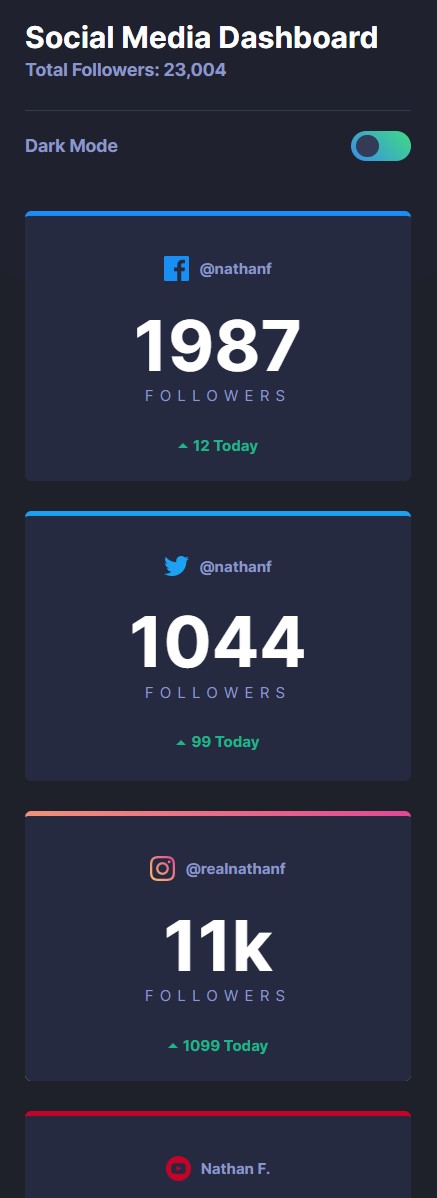 Social Media Dashboard
Total Followers: 23,004
Dark Mode
@nathanf
1987
FOLLOWERS
12 Today
@nathanf
1044
FOLLOWERS
99 Today
@realnathanf
11k
FOLLOWERS
1099 Today
Nathan F.